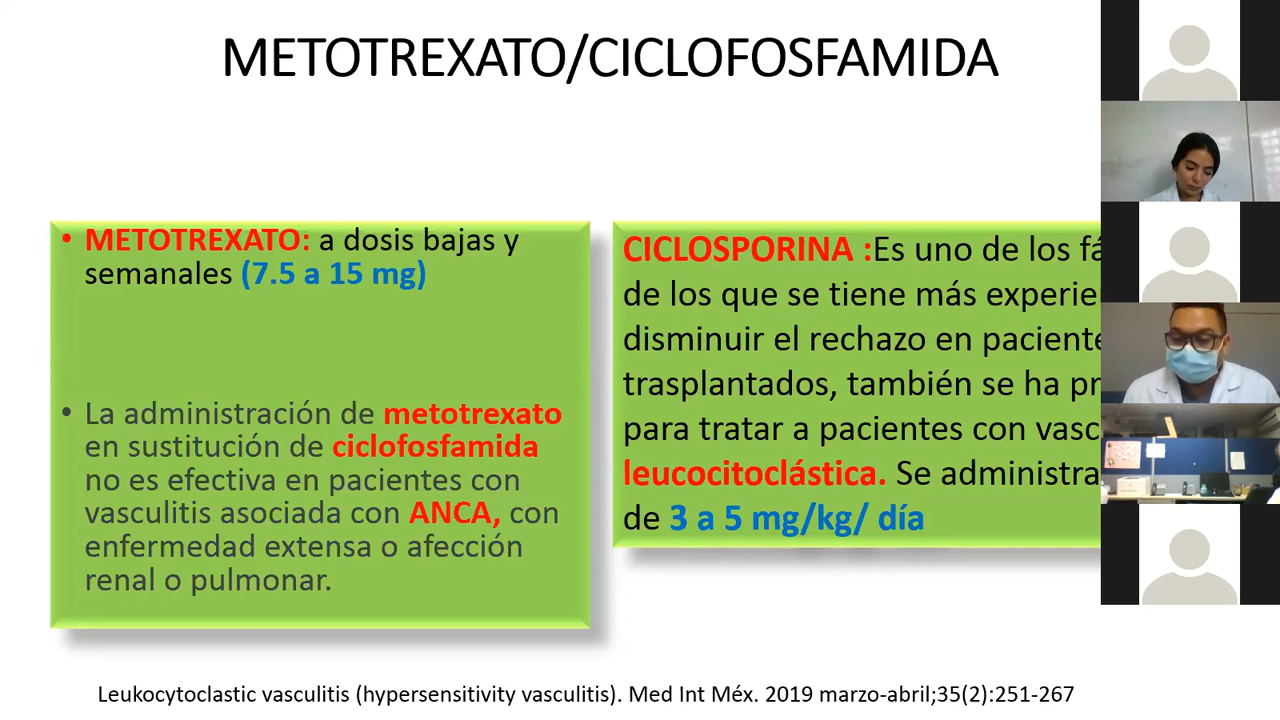 METOTREXATO/CICLOFOSFAMIDA
• METOTREXATO: a dosis bajas y
semanales (7.5 a 15 mg)
• La administración de metotrexato
en sustitución de ciclofosfamida
no es efectiva en pacientes con
vasculitis asociada con ANCA, con
enfermedad extensa o afección
renal o pulmonar.
CICLOSPORINA :Es uno de los
de los que se tiene más
disminuir el rechazo en
trasplantados, también se ha
para tratar a pacientes con
leucocitoclástica. Se
de 3 a 5 mg/kg/ día
Leukocytoclastic vasculitis (hypersensitivity vasculitis). Med Int Méx. 2019 marzo-abril;35(2):251-267